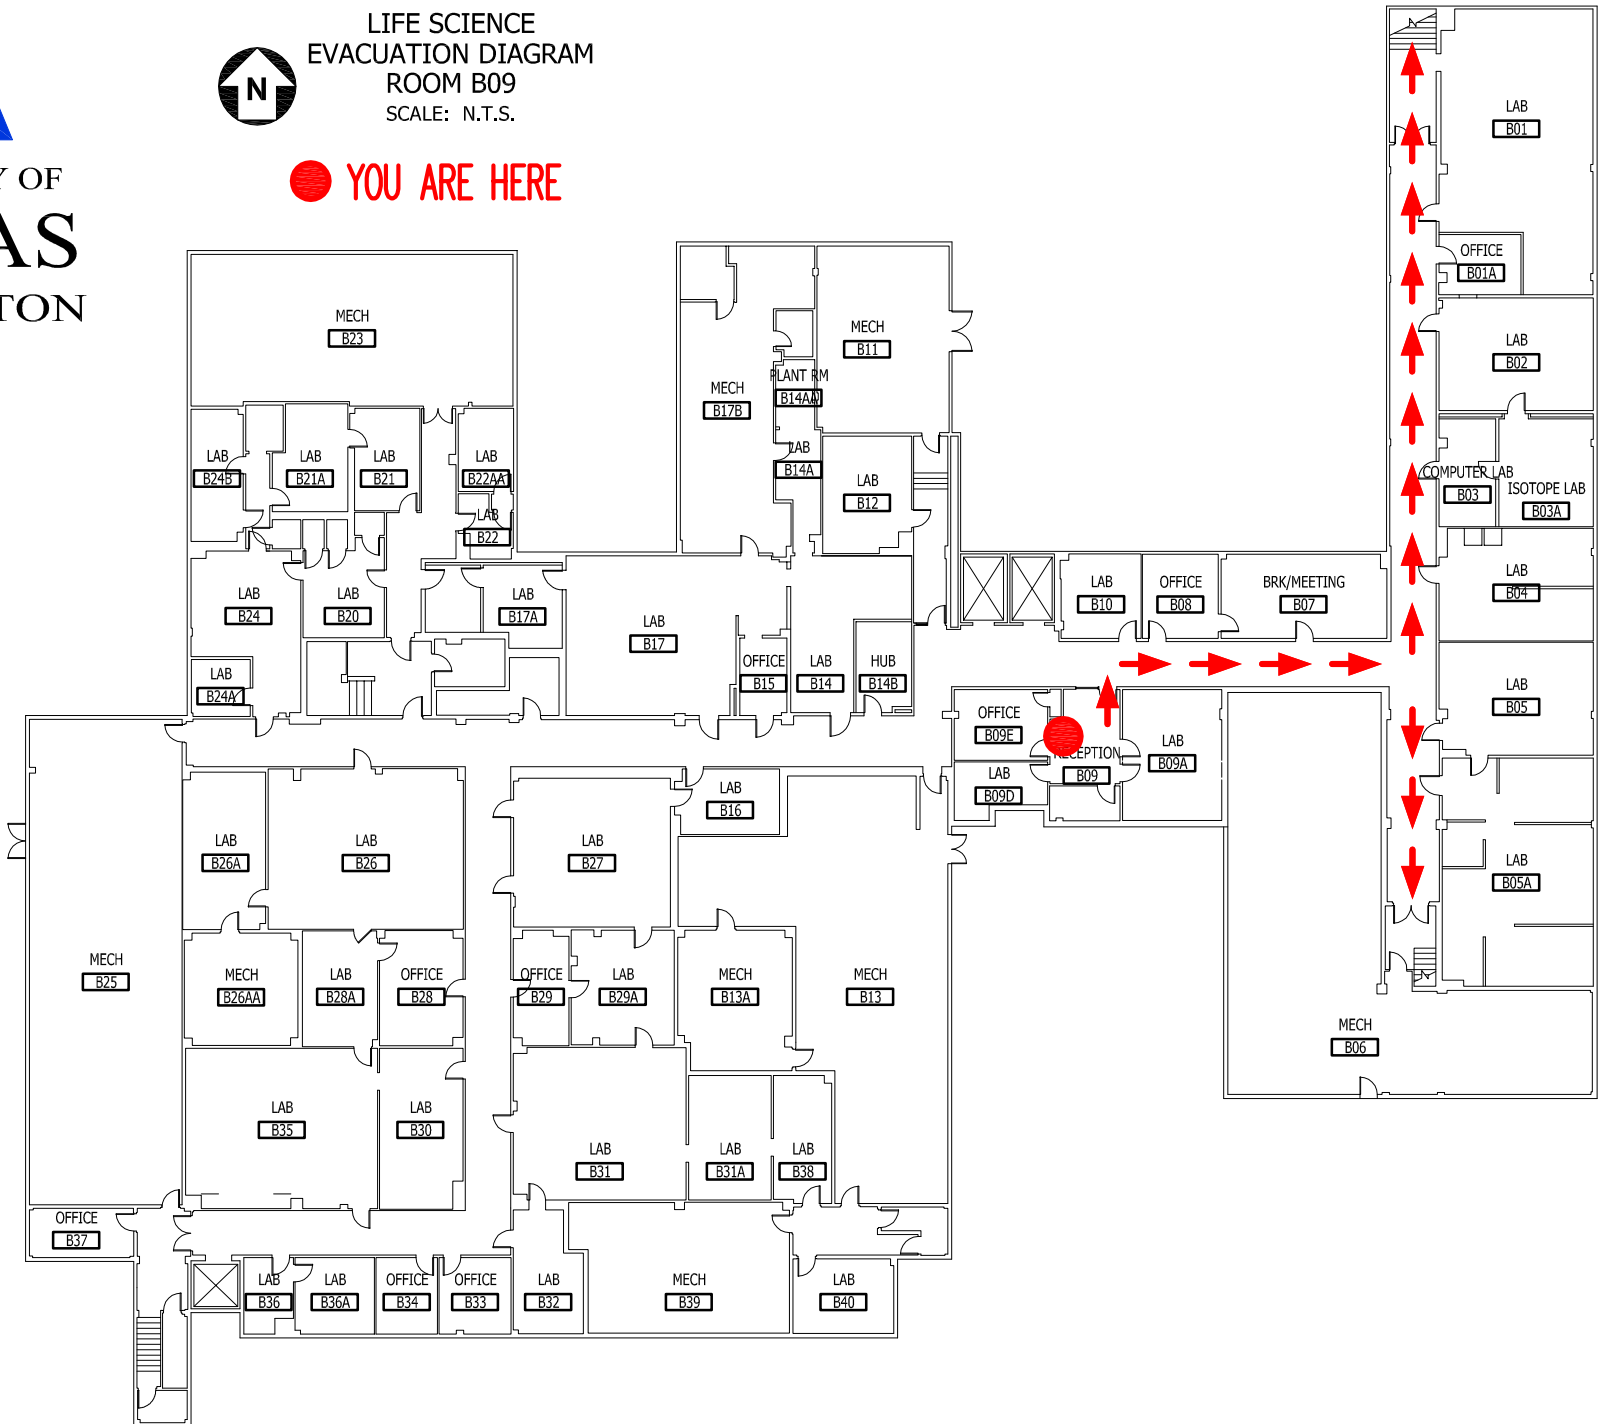 LIFE SCIENCE
EVACUATION DIAGRAM
ROOM B09
SCALE: N.T.S.
N
YOU ARE HERE
Y OF
AS
TON
LAB
B01
OFFICE
B01A
MECH
B23
MECH
B11
LAB
B02
PLANT RM
B14AA
MECH
B17B
LAB
B24B
LAB
B21A
LAB
B21
LAB
B22AA
LAB
B14A
LAB
B12
COMPUTER LAB
B03
ISOTOPE LAB
B03A
LAB
B22
LAB
B24
LAB
B20
LAB
B17A
LAB
B10
OFFICE
B08
BRK/MEETING
B07
LAB
B04
LAB
B17
OFFICE
B15
LAB
B14
HUB
B14B
LAB
B24A
LAB
B05
OFFICE
B09E
RECEPTION
B09
LAB
B09A
LAB
B09D
LAB
B16
LAB
B26A
LAB
B26
LAB
B27
LAB
B05A
MECH
B25
MECH
B26AA
LAB
B28A
OFFICE
B28
OFFICE
B29
LAB
B29A
MECH
B13A
MECH
B13
MECH
B06
LAB
B35
LAB
B30
LAB
B31
LAB
B31A
LAB
B38
OFFICE
B37
LAB
B36
LAB
B36A
OFFICE
B34
OFFICE
B33
LAB
B32
MECH
B39
LAB
B40